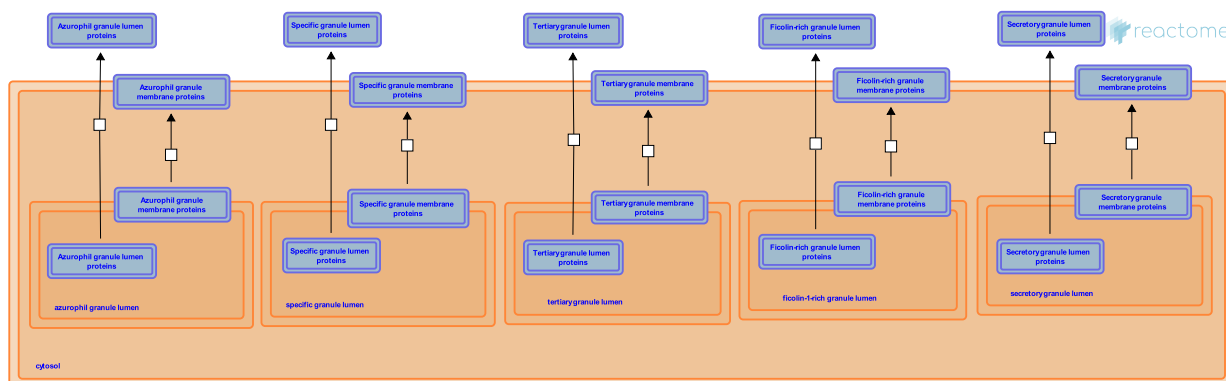 Azurophil granule lumen
proteins
Specific granule lumen
proteins
Tertiary granule lumen
proteins
Ficolin-rich granule lumen
proteins
Secretory granule lumen
proteins
reactome
Azurophil granule
membrane proteins
Specific granule membrane
proteins
Tertiary granule membrane
proteins
Ficolin-rich granule
membrane proteins
Secretory granule
membrane proteins
Azurophil granule
membrane proteins
Specific granule membrane
proteins
Tertiary granule membrane
proteins
Ficolin-rich granule
membrane proteins
Secretory granule
membrane proteins
Azurophil granule lumen
proteins
Specific granule lumen
proteins
Tertiary granule lumen
proteins
Ficolin-rich granule lumen
proteins
Secretory granule lumen
proteins
azurophil granule lumen
specific granule lumen
tertiary granule lumen
ficolin-1-rich granule lumen
secretory granule lumen
cytosol